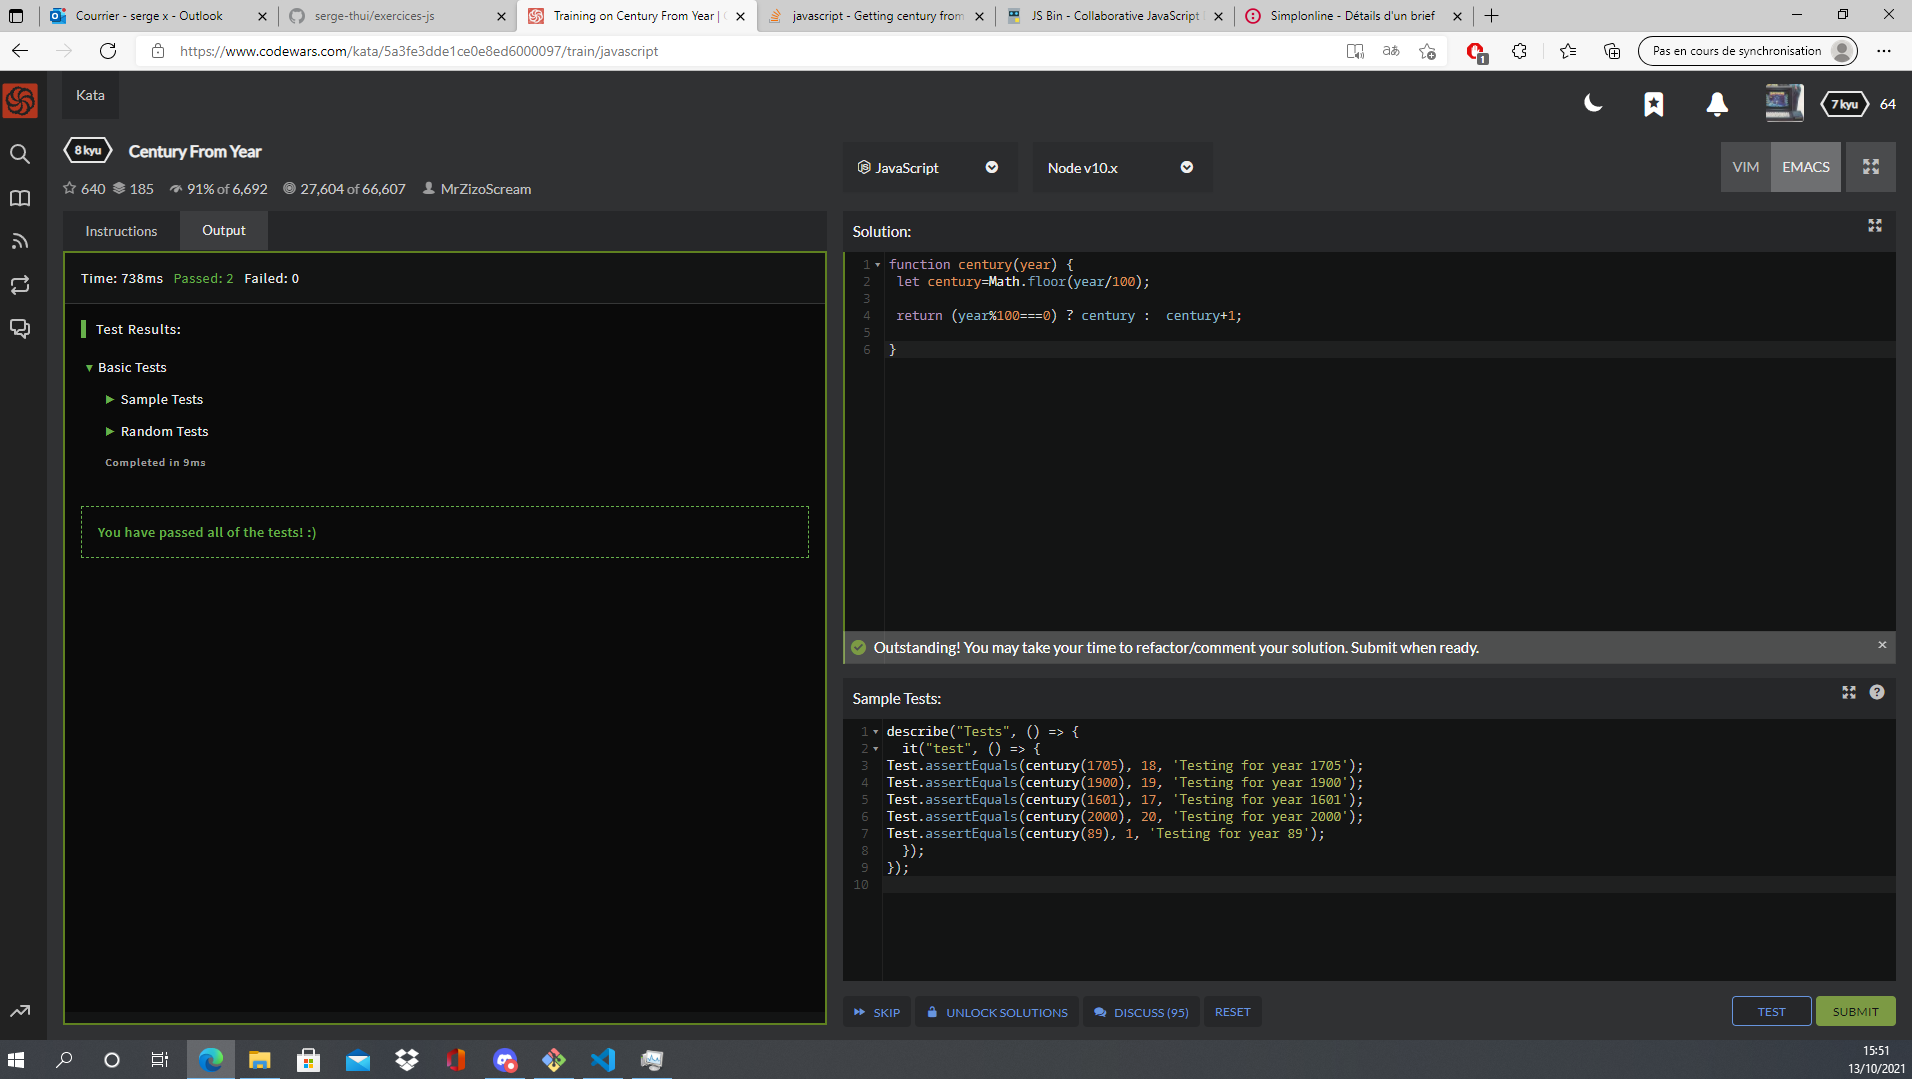 Courrier - serge x - Outlook
serge-thui/exercices-js
Training on Century From Year |
javascript - Getting century from
JS Bin - Collaborative JavaScript
Simplonline - Détails d'un brief
https://www.codewars.com/kata/5a3fe3dde1ce0e8ed6000097/train/javascript
aあ
1
Pas en cours de synchronisation
Kata
7 kyu
64
8 kyu
Century From Year
640
185
91% of 6,692
27,604 of 66,607
MrZizoScream
JavaScript
Node v10.x
VIM
EMACS
Instructions
Output
Time: 738ms Passed: 2 Failed: 0
Test Results:
Basic Tests
Sample Tests
Random Tests
Completed in 9ms
You have passed all of the tests! :)
Solution:
1 function century(year) {
2 let century=Math.floor(year/100);
3
4 return (year%100===0) ? century :  century+1;
5
6 }
Outstanding! You may take your time to refactor/comment your solution. Submit when ready.
Sample Tests:
1 describe("Tests", () => {
2 it("test", () => {
3 Test.assertEquals(century(1705), 18, 'Testing for year 1705');
4 Test.assertEquals(century(1900), 19, 'Testing for year 1900');
5 Test.assertEquals(century(1601), 17, 'Testing for year 1601');
6 Test.assertEquals(century(2000), 20, 'Testing for year 2000');
7 Test.assertEquals(century(89), 1, 'Testing for year 89');
8 });
9 });
10
SKIP
UNLOCK SOLUTIONS
DISCUSS (95)
RESET
TEST
SUBMIT
15:51
13/10/2021